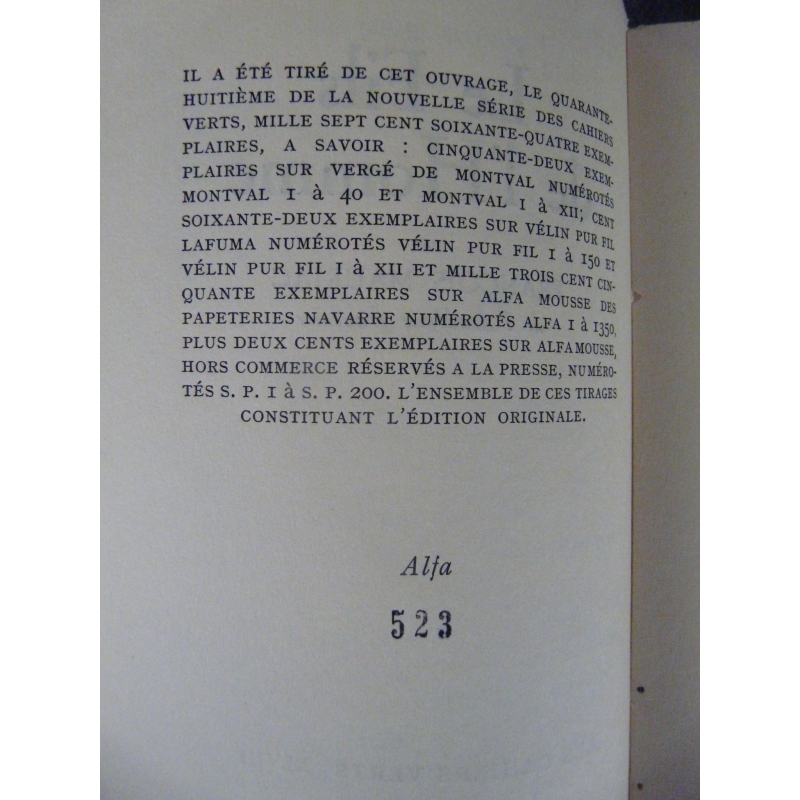 IL A ÉTÉ TIRÉ DE CET OUVRAGE, LE QUARANTE-
HUITIÈME DE LA NOUVELLE SÉRIE DES CAHIERS
VERTS, MILLE SEPT CENT SOIXANTE-QUATRE EXEM-
PLAIRES, A SAVOIR : CINQUANTE-DEUX EXEM-
PLAIRES SUR VERGÉ DE MONTVAL NUMÉROTÉS
MONTVAL I à 40 ET MONTVAL I à XII; CENT
SOIXANTE-DEUX EXEMPLAIRES SUR VÉLIN PUR FIL
LAFUMA NUMÉROTÉS VÉLIN PUR FIL I à 150 ET
VÉLIN PUR FIL I à XII ET MILLE TROIS CENT CIN-
QUANTE EXEMPLAIRES SUR ALFA MOUSSE DES
PAPETERIES NAVARRE NUMÉROTÉS ALFA I à 1350,
PLUS DEUX CENTS EXEMPLAIRES SUR ALFA MOUSSE,
HORS COMMERCE RÉSERVÉS A LA PRESSE, NUMÉRO-
TÉS S. P. I à S. P. 200. L'ENSEMBLE DE CES TIRAGES
CONSTITUANT L'ÉDITION ORIGINALE.
Alfa
523